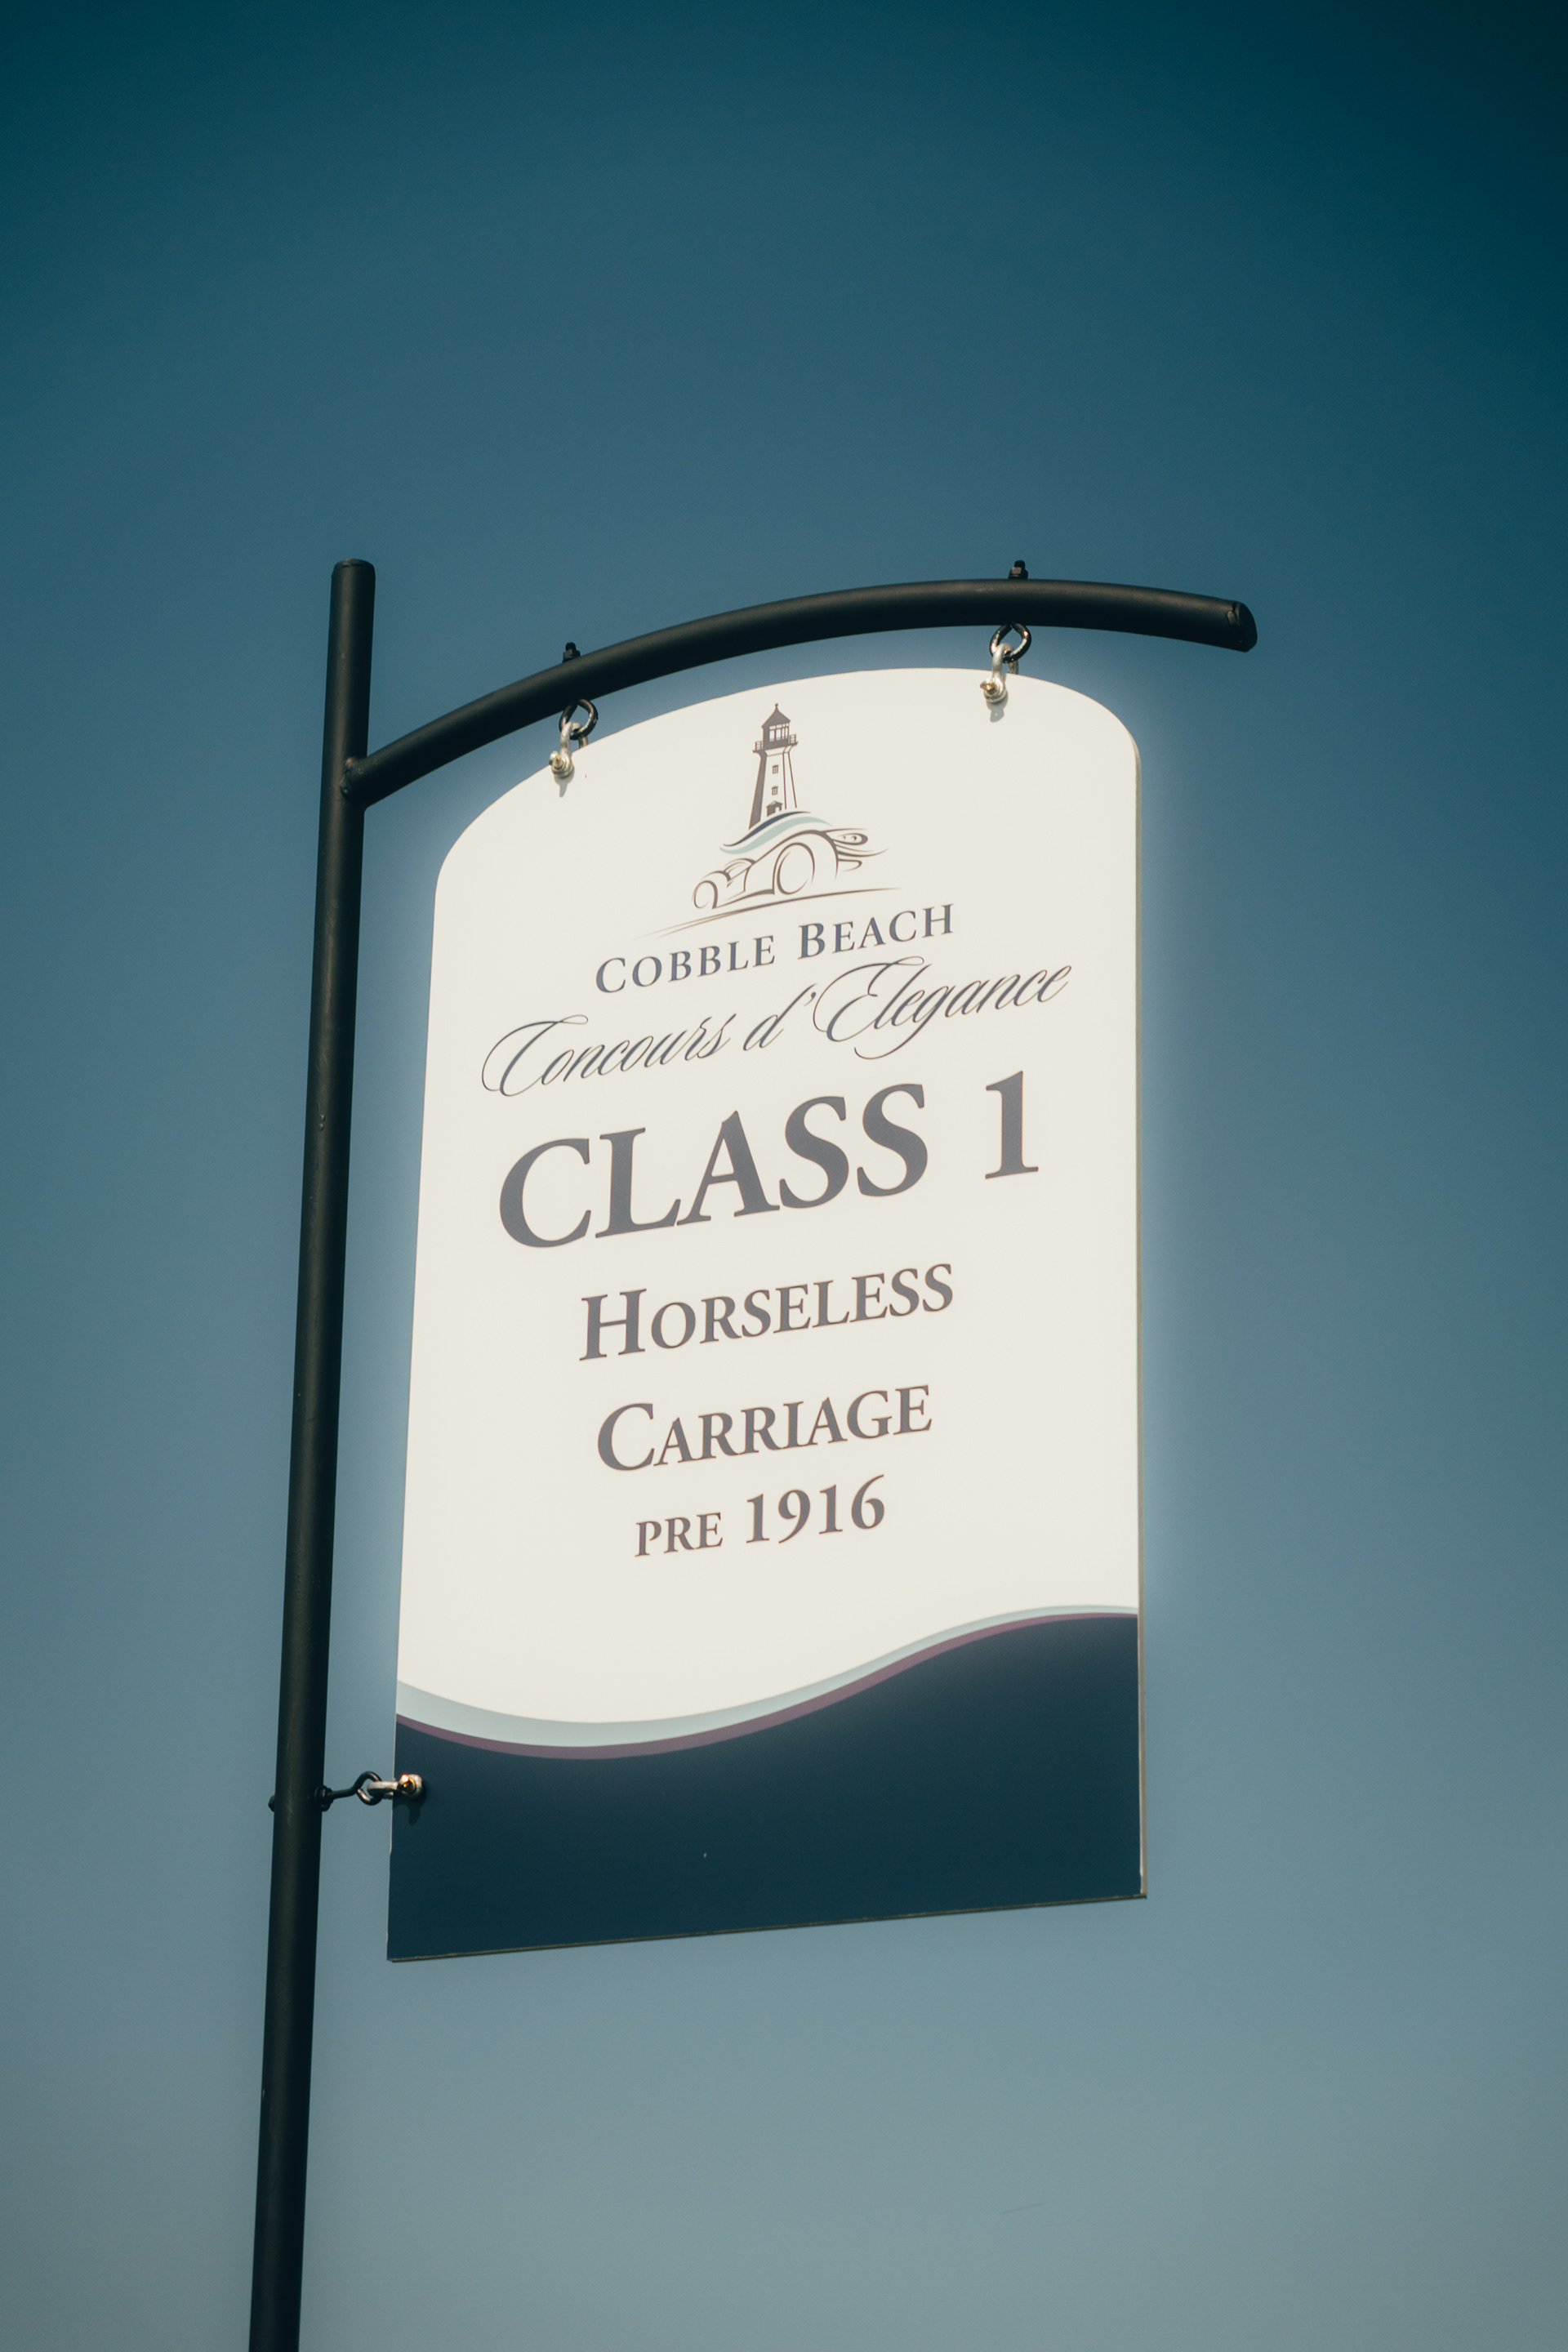 COBBLE BEACH
Concours d'Elegance
CLASS 1
HORSELESS
CARRIAGE
PRE 1916